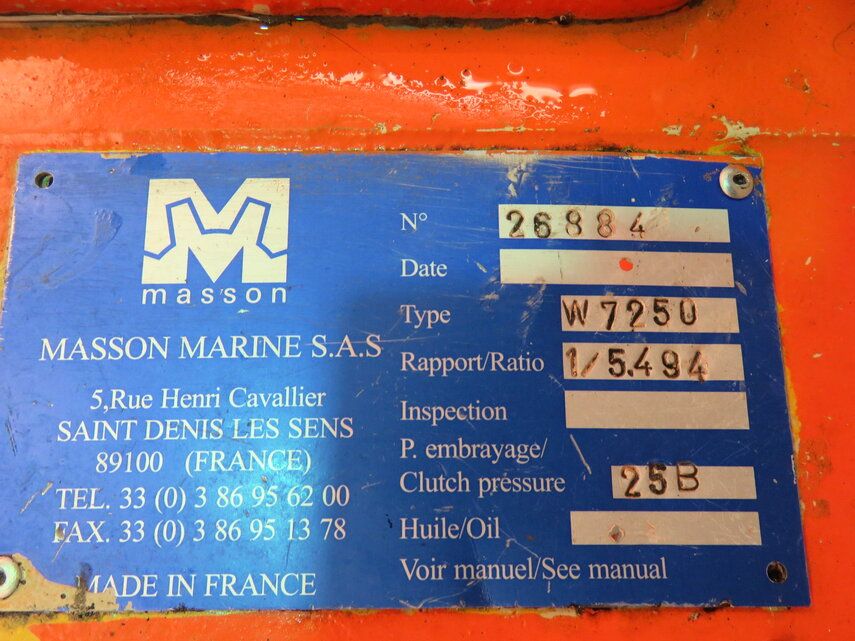 M
masson
MASSON MARINE S.A.S
5,Rue Henri Cavallier
SAINT DENIS LES SENS
89100 (FRANCE)
TEL. 33 (0) 3 86 95 62 00
FAX. 33 (0) 3 86 95 13 78
MADE IN FRANCE
N° 26884
Date
Type W7250
Rapport/Ratio 1/5.494
Inspection
P. embrayage/
Clutch pressure 25B
Huile/Oil
Voir manuel/See manual